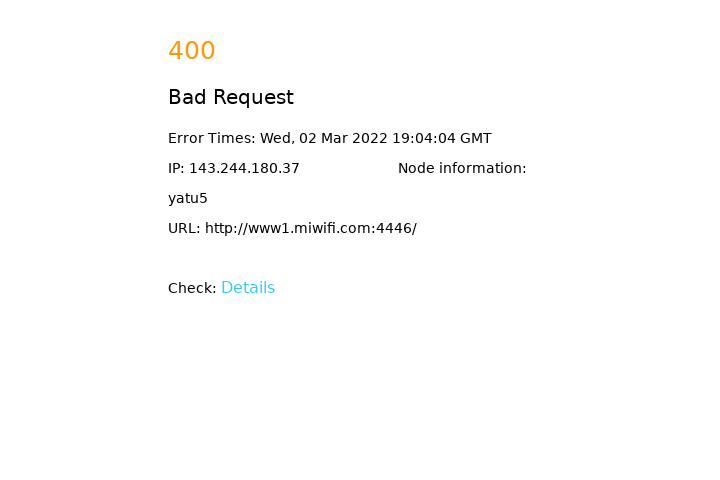 400
Bad Request
Error Times: Wed, 02 Mar 2022 19:04:04 GMT
IP: 143.244.180.37 Node information:
yatu5
URL: http://www1.miwifi.com:4446/
Check: Details